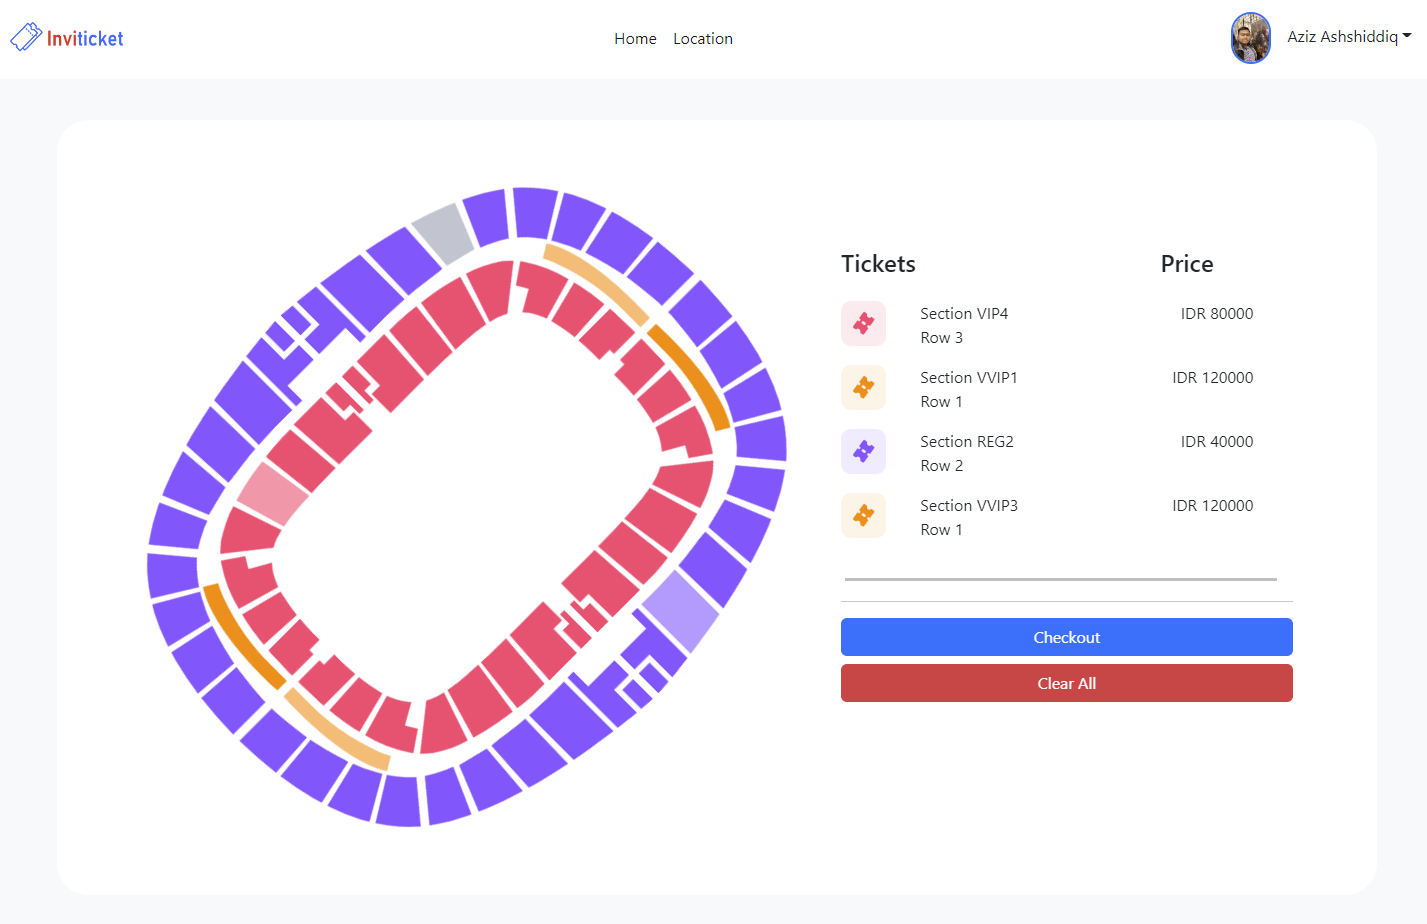 Inviticket
Home Location
Aziz Ashshiddiq
Tickets Price
Section VIP4 IDR 80000
Row 3
Section VVIP1 IDR 120000
Row 1
Section REG2 IDR 40000
Row 2
Section VVIP3 IDR 120000
Row 1
Checkout
Clear All